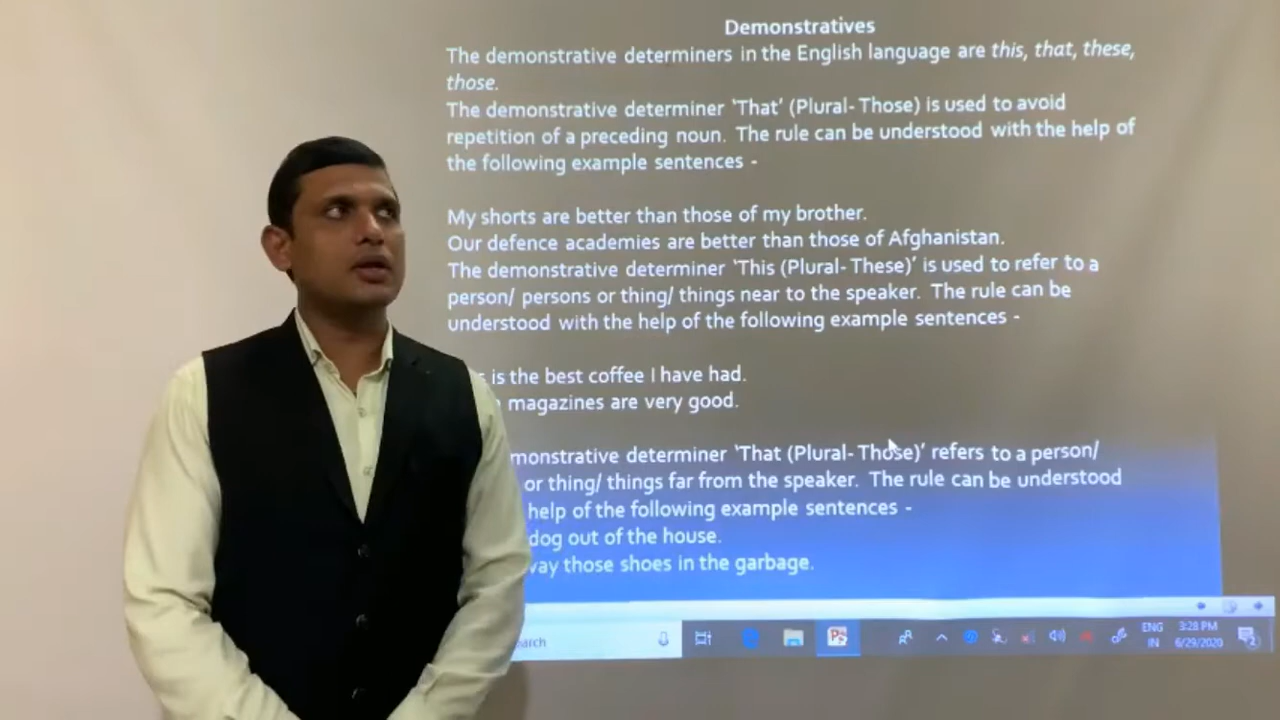 Demonstratives
The demonstrative determiners in the English language are this, that, these,
those.
The demonstrative determiner ‘That’ (Plural- Those) is used to avoid
repetition of a preceding noun. The rule can be understood with the help of
the following example sentences -
My shorts are better than those of my brother.
Our defence academies are better than those of Afghanistan.
The demonstrative determiner ‘This (Plural- These)’ is used to refer to a
person/ persons or thing/ things near to the speaker. The rule can be
understood with the help of the following example sentences -
is the best coffee I have had.
magazines are very good.
monstrative determiner ‘That (Plural- Those)’ refers to a person/
or thing/ things far from the speaker. The rule can be understood
help of the following example sentences -
dog out of the house.
those shoes in the garbage.
ENG
IN
3:28 PM
6/29/2020